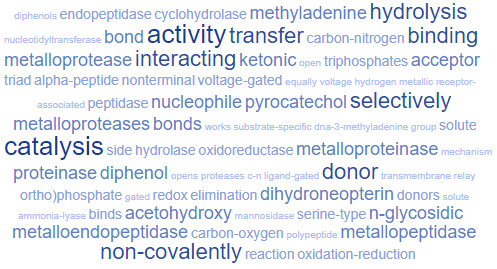 diphenols endopeptidase cyclohydrolase methyladenine hydrolysis
nucleotidyltransferase bond activity transfer carbon-nitrogen binding
metalloprotease interacting ketonic open triphosphates acceptor
triad alpha-peptide nonterminal voltage-gated equally voltage hydrogen metallic receptor-
associated peptidase nucleophile pyrocatechol selectively
metalloproteases bonds works substrate-specific dna-3-methyladenine group solute
catalysis side hydrolase oxidoreductase metalloproteinase mechanism
proteinase diphenol opens proteases c-n ligand-gated donor transmembrane relay
ortho)phosphate gated redox elimination dihydroneopterin donors solute
ammonia-lyase binds acetohydroxy mannosidase serine-type n-glycosidic
metalloendopeptidase carbon-oxygen polypeptide metallopeptidase
non-covalently reaction oxidation-reduction